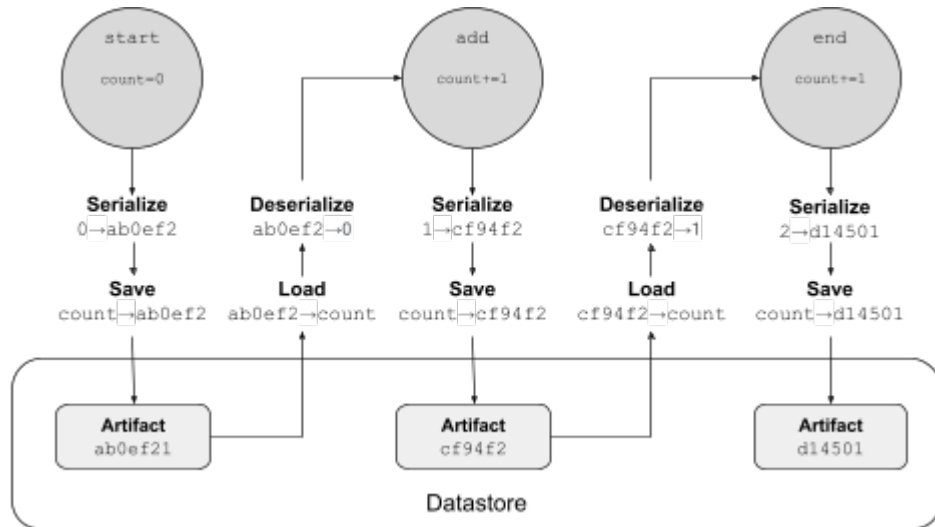 start
count=0
add
count+=1
end
count+=1
Serialize
0→ab0ef2
Deserialize
ab0ef2→0
Serialize
1→cf94f2
Deserialize
cf94f2→1
Serialize
2→d14501
Save
count→ab0ef2
Load
ab0ef2→count
Save
count→cf94f2
Load
cf94f2→count
Save
count→d14501
Artifact
ab0ef21
Artifact
cf94f2
Artifact
d14501
Datastore